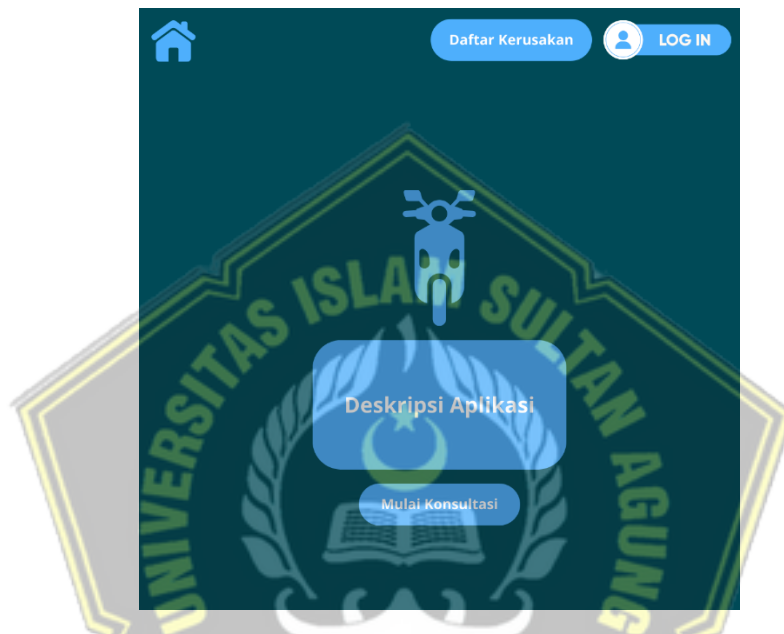 Daftar Kerusakan
LOG IN
UNIVERSITAS ISLAM SULTAN AGUNG
Deskripsi Aplikasi
Mulai Konsultasi